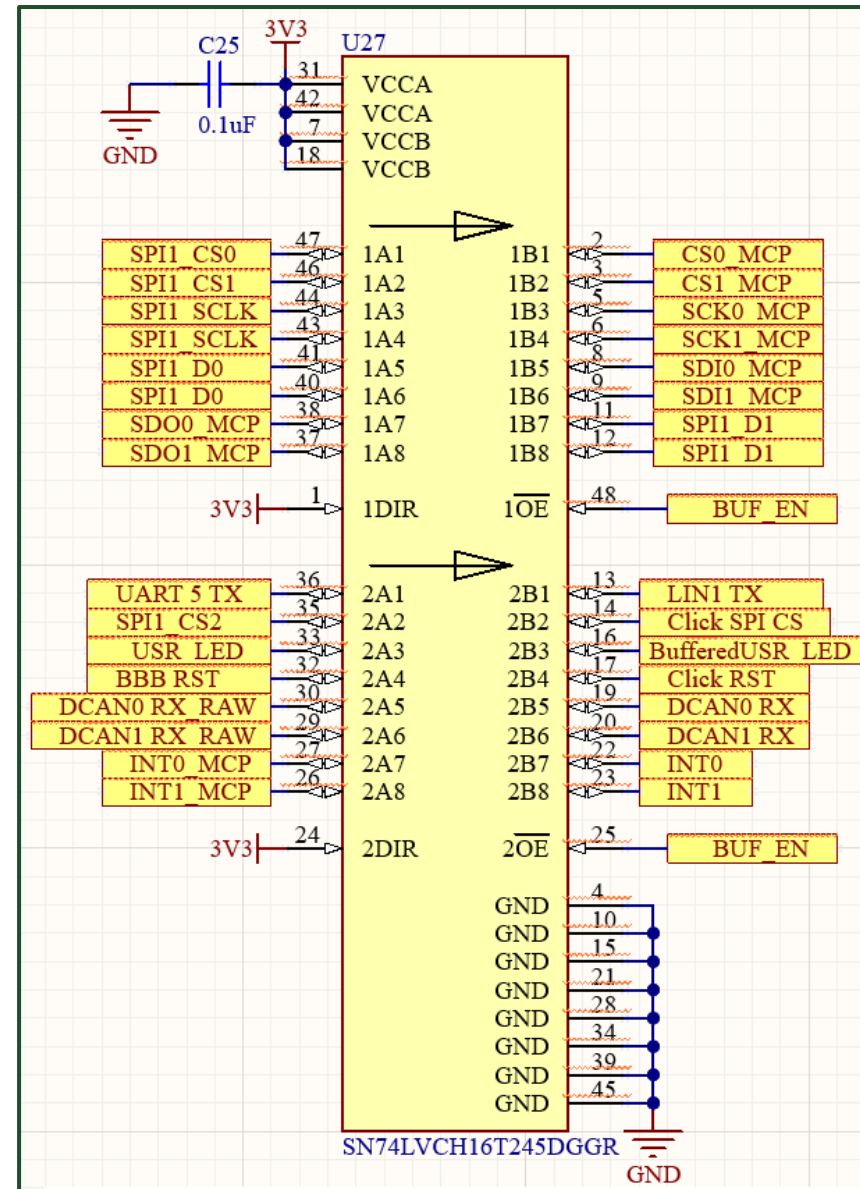 3V3
C25 U27
0.1uF
GND
31 VCCA
42 VCCA
7 VCCB
18 VCCB
SPI1_CS0 47 1A1 1B1 2 CS0_MCP
SPI1_CS1 46 1A2 1B2 3 CS1_MCP
SPI1_SCLK 44 1A3 1B3 5 SCK0_MCP
SPI1_SCLK 43 1A4 1B4 6 SCK1_MCP
SPI1_D0 41 1A5 1B5 8 SDI0_MCP
SPI1_D0 40 1A6 1B6 9 SDI1_MCP
SDO0_MCP 38 1A7 1B7 11 SPI1_D1
SDO1_MCP 37 1A8 1B8 12 SPI1_D1
3V3 1 1DIR 1OE 48 BUF_EN
UART 5 TX 36 2A1 2B1 13 LIN1 TX
SPI1_CS2 35 2A2 2B2 14 Click SPI CS
USR_LED 33 2A3 2B3 16 BufferedUSR_LED
BBB RST 32 2A4 2B4 17 Click RST
DCAN0 RX_RAW 30 2A5 2B5 19 DCAN0 RX
DCAN1 RX_RAW 29 2A6 2B6 20 DCAN1 RX
INT0_MCP 27 2A7 2B7 22 INT0
INT1_MCP 26 2A8 2B8 23 INT1
3V3 24 2DIR 2OE 25 BUF_EN
GND 4
GND 10
GND 15
GND 21
GND 28
GND 34
GND 39
GND 45
SN74LVCH16T245DGGR
GND